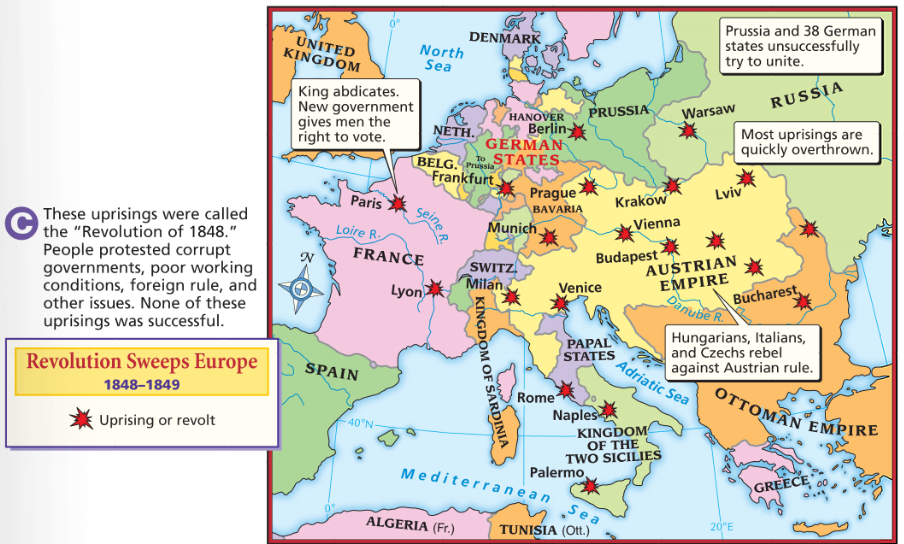 C
These uprisings were called
the “Revolution of 1848.”
People protested corrupt
governments, poor working
conditions, foreign rule, and
other issues. None of these
uprisings was successful.
Revolution Sweeps Europe
1848–1849
Uprising or revolt
0°
UNITED
KINGDOM
North
Sea
DENMARK
Prussia and 38 German
states unsuccessfully
try to unite.
RUSSIA
King abdicates.
New government
gives men the
right to vote.
NETH.
HANOVER
Berlin
PRUSSIA
Warsaw
Most uprisings are
quickly overthrown.
GERMAN
STATES
BELG.
To
Prussia
Frankfurt
Prague
Krakow
Lviv
Paris
Seine R.
BAVARIA
Loire R.
Munich
Vienna
N
FRANCE
Budapest
AUSTRIAN
EMPIRE
SWITZ.
Lyon
Milan
Venice
Bucharest
Danube R.
KINGDOM OF SARDINIA
PAPAL
STATES
Hungarians, Italians,
and Czechs rebel
against Austrian rule.
SPAIN
Adriatic Sea
Rome
Naples
OTTOMAN EMPIRE
40°N
KINGDOM
OF THE
TWO SICILIES
Palermo
Mediterranean
Sea
GREECE
0°
ALGERIA (Fr.)
TUNISIA (Ott.)
20°E